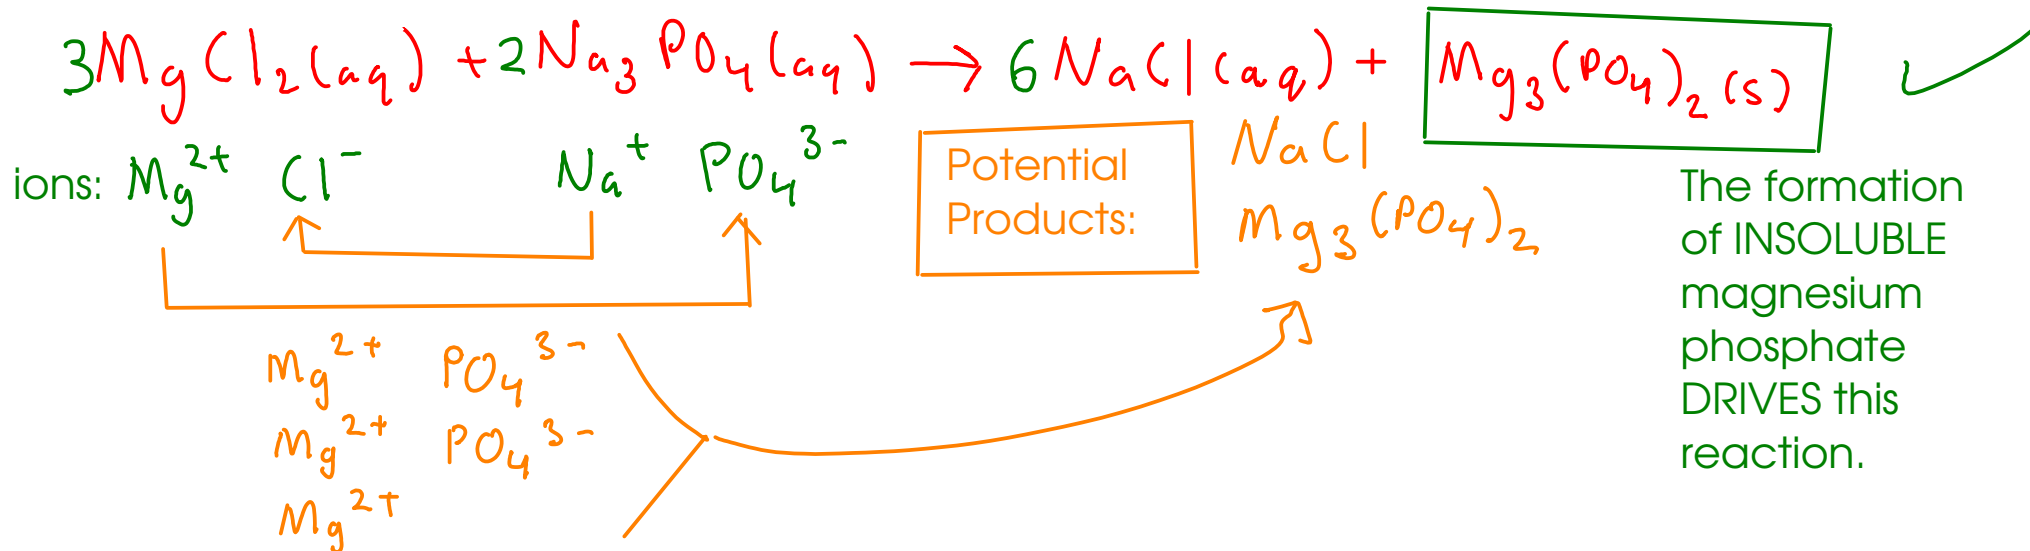 3MgCl₂(aq) + 2Na₃PO₄(aq) → 6NaCl(aq) + Mg₃(PO₄)₂(s)
ions: Mg²⁺ Cl⁻ Na⁺ PO₄³⁻
Potential
Products:
NaCl
Mg₃(PO₄)₂
The formation
of INSOLUBLE
magnesium
phosphate
DRIVES this
reaction.
Mg²⁺ PO₄³⁻
Mg²⁺ PO₄³⁻
Mg²⁺